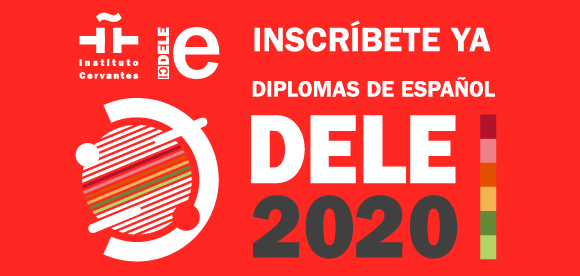 Instituto
Cervantes
DELE
e
INSCRÍBETE YA
DIPLOMAS DE ESPAÑOL
DELE
2020